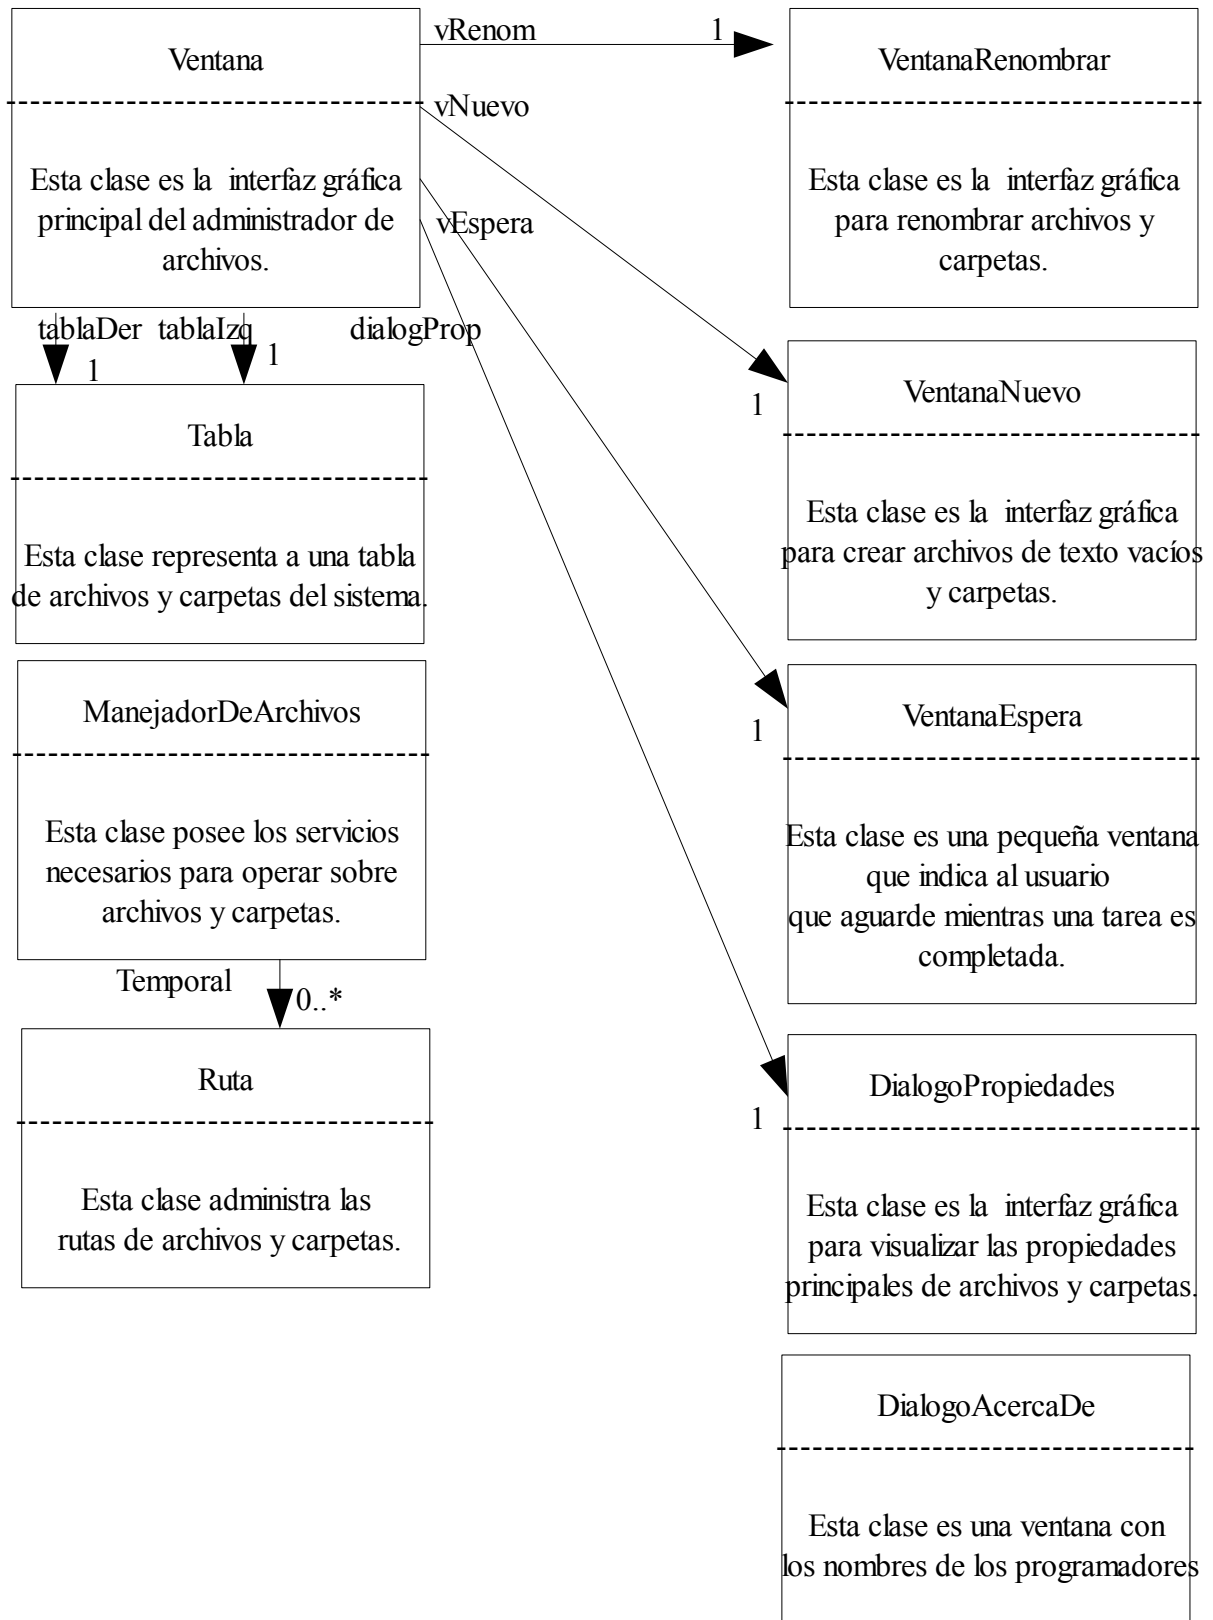 Ventana
Esta clase es la interfaz gráfica
principal del administrador de
archivos.
vRenom
1
vNuevo
vEspera
tablaDer
tablaIzq
dialogProp
1
1
Tabla
Esta clase representa a una tabla
de archivos y carpetas del sistema.
ManejadorDeArchivos
Esta clase posee los servicios
necesarios para operar sobre
archivos y carpetas.
Temporal
0..*
Ruta
Esta clase administra las
rutas de archivos y carpetas.
VentanaRenombrar
Esta clase es la interfaz gráfica
para renombrar archivos y
carpetas.
1
VentanaNuevo
Esta clase es la interfaz gráfica
para crear archivos de texto vacíos
y carpetas.
1
VentanaEspera
Esta clase es una pequeña ventana
que indica al usuario
que aguarde mientras una tarea es
completada.
1
DialogoPropiedades
Esta clase es la interfaz gráfica
para visualizar las propiedades
principales de archivos y carpetas.
DialogoAcercaDe
Esta clase es una ventana con
los nombres de los programadores